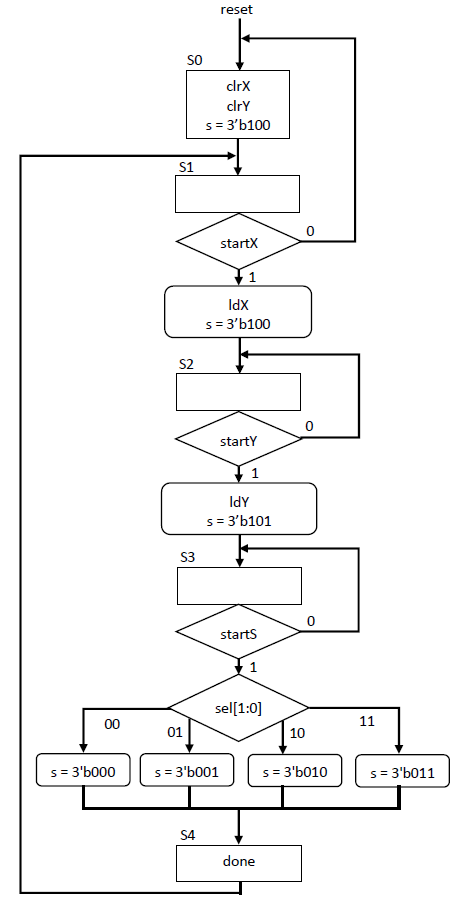 reset
S0
clrX
clrY
s = 3'b100
S1
startX
0
1
ldX
s = 3'b100
S2
startY
0
1
ldY
s = 3'b101
S3
startS
0
1
sel[1:0]
00
01
10
11
s = 3'b000
s = 3'b001
s = 3'b010
s = 3'b011
S4
done